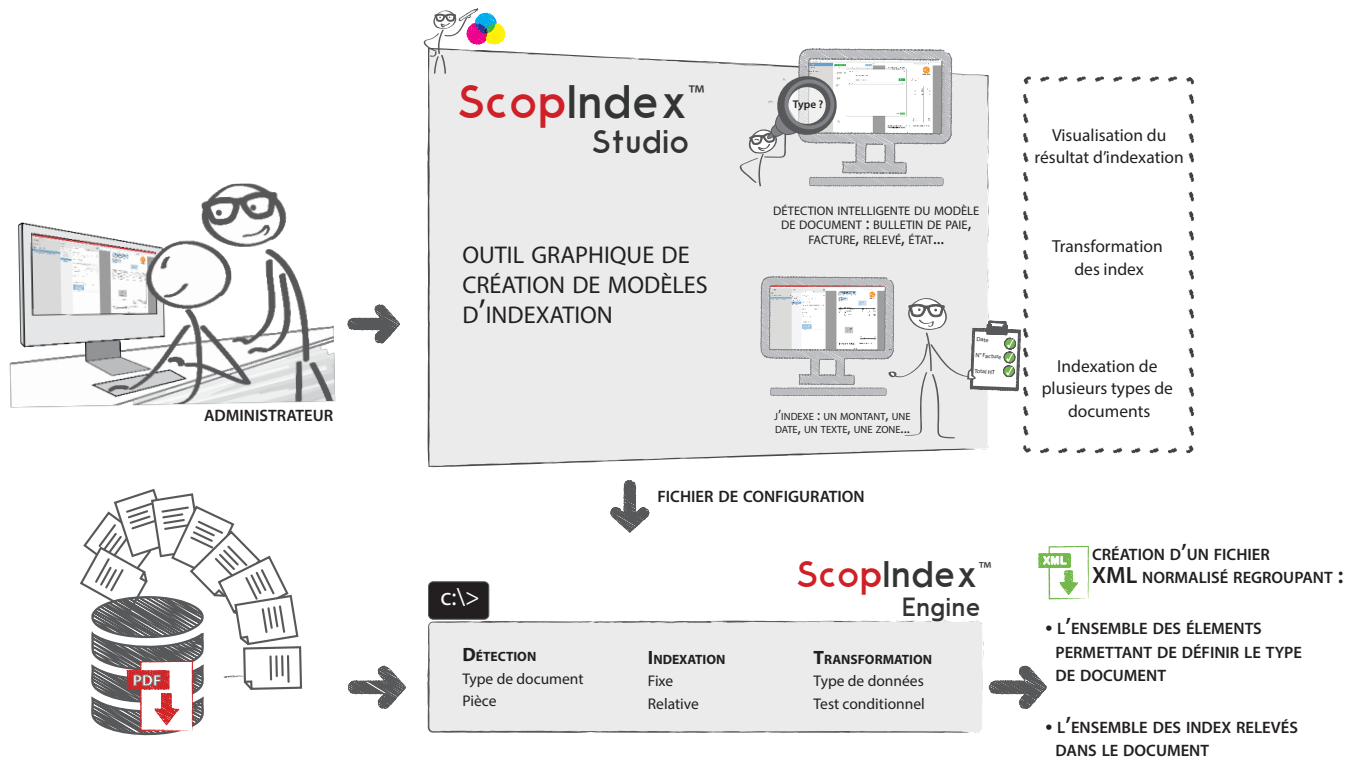 ScopIndex™
Studio
Type ?
DÉTECTION INTELLIGENTE DU MODÈLE
DE DOCUMENT : BULLETIN DE PAIE,
FACTURE, RELEVÉ, ÉTAT...
OUTIL GRAPHIQUE DE
CRÉATION DE MODÈLES
D'INDEXATION
Date
N° Facture
Total HT
J'INDEXE : UN MONTANT, UNE
DATE, UN TEXTE, UNE ZONE...
Visualisation du
résultat d'indexation
Transformation
des index
Indexation de
plusieurs types de
documents
ADMINISTRATEUR
FICHIER DE CONFIGURATION
PDF
C:\>
ScopIndex™
Engine
DÉTECTION
Type de document
Pièce
INDEXATION
Fixe
Relative
TRANSFORMATION
Type de données
Test conditionnel
XML
CRÉATION D'UN FICHIER
XML NORMALISÉ REGROUPANT :
• L'ENSEMBLE DES ÉLEMENTS
PERMETTANT DE DÉFINIR LE TYPE
DE DOCUMENT
• L'ENSEMBLE DES INDEX RELEVÉS
DANS LE DOCUMENT